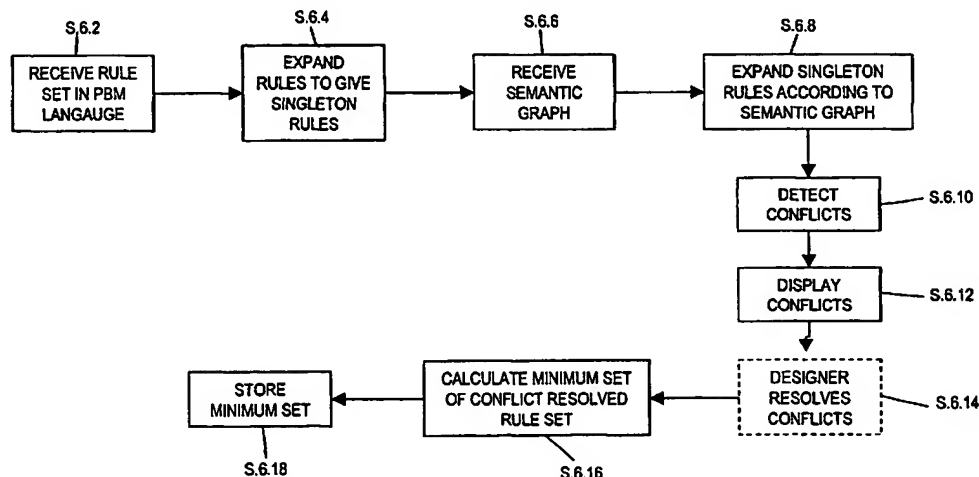 S.6.2
RECEIVE RULE
SET IN PBM
LANGAUGE
S.6.4
EXPAND
RULES TO GIVE
SINGLETON
RULES
S.6.6
RECEIVE
SEMANTIC
GRAPH
S.6.8
EXPAND SINGLETON
RULES ACCORDING TO
SEMANTIC GRAPH
DETECT
CONFLICTS
S.6.10
DISPLAY
CONFLICTS
S.6.12
DESIGNER
RESOLVES
CONFLICTS
S.6.14
CALCULATE MINIMUM SET
OF CONFLICT RESOLVED
RULE SET
S.6.16
STORE
MINIMUM SET
S.6.18